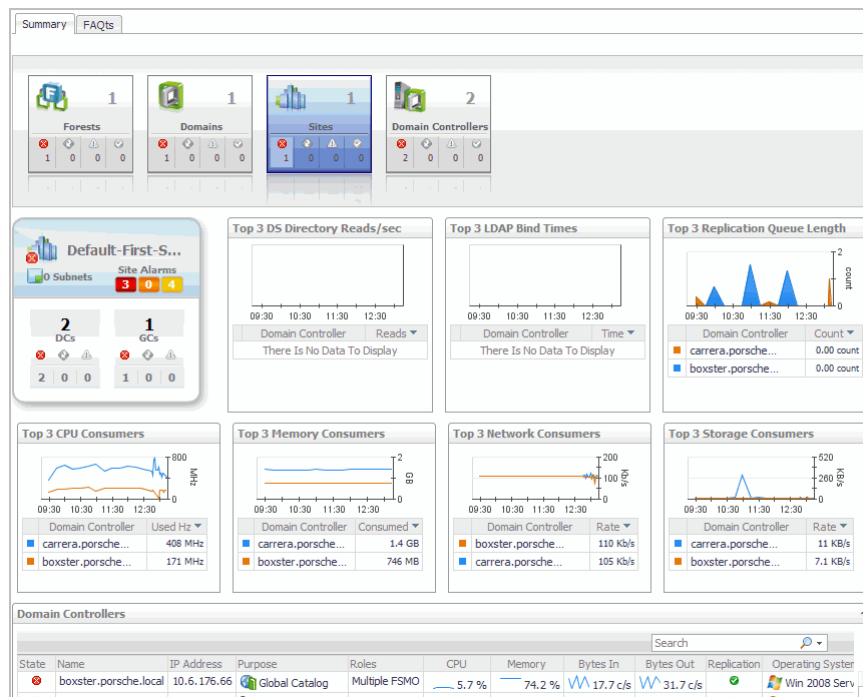 Summary FAQts
1 1 1 2
Forests Domains Sites Domain Controllers
1 0 0 0 1 0 0 0 1 0 0 0 2 0 0 0
Default-First-S...
0 Subnets Site Alarms
3 0 4
2 1
DCs GCs
2 0 0 1 0 0
Top 3 DS Directory Reads/sec
09:30 10:30 11:30 12:30
Domain Controller Reads
There Is No Data To Display
Top 3 LDAP Bind Times
09:30 10:30 11:30 12:30
Domain Controller Time
There Is No Data To Display
Top 3 Replication Queue Length
2
0
count
09:30 10:30 11:30 12:30
Domain Controller Count
carrera.porsche... 0.00 count
boxster.porsche... 0.00 count
Top 3 CPU Consumers
800
0
MHz
09:30 10:30 11:30 12:30
Domain Controller Used Hz
carrera.porsche... 408 MHz
boxster.porsche... 171 MHz
Top 3 Memory Consumers
2
0
GB
09:30 10:30 11:30 12:30
Domain Controller Consumed
carrera.porsche... 1.4 GB
boxster.porsche... 746 MB
Top 3 Network Consumers
200
100
0
Kb/s
09:30 10:30 11:30 12:30
Domain Controller Rate
boxster.porsche... 110 Kb/s
carrera.porsche... 105 Kb/s
Top 3 Storage Consumers
520
260
0
KB/s
09:30 10:30 11:30 12:30
Domain Controller Rate
carrera.porsche... 11 KB/s
boxster.porsche... 7.1 KB/s
Domain Controllers
Search
State Name IP Address Purpose Roles CPU Memory Bytes In Bytes Out Replication Operating System
boxster.porsche.local 10.6.176.66 Global Catalog Multiple FSMO 5.7 % 74.2 % 17.7 c/s 31.7 c/s Win 2008 Serv